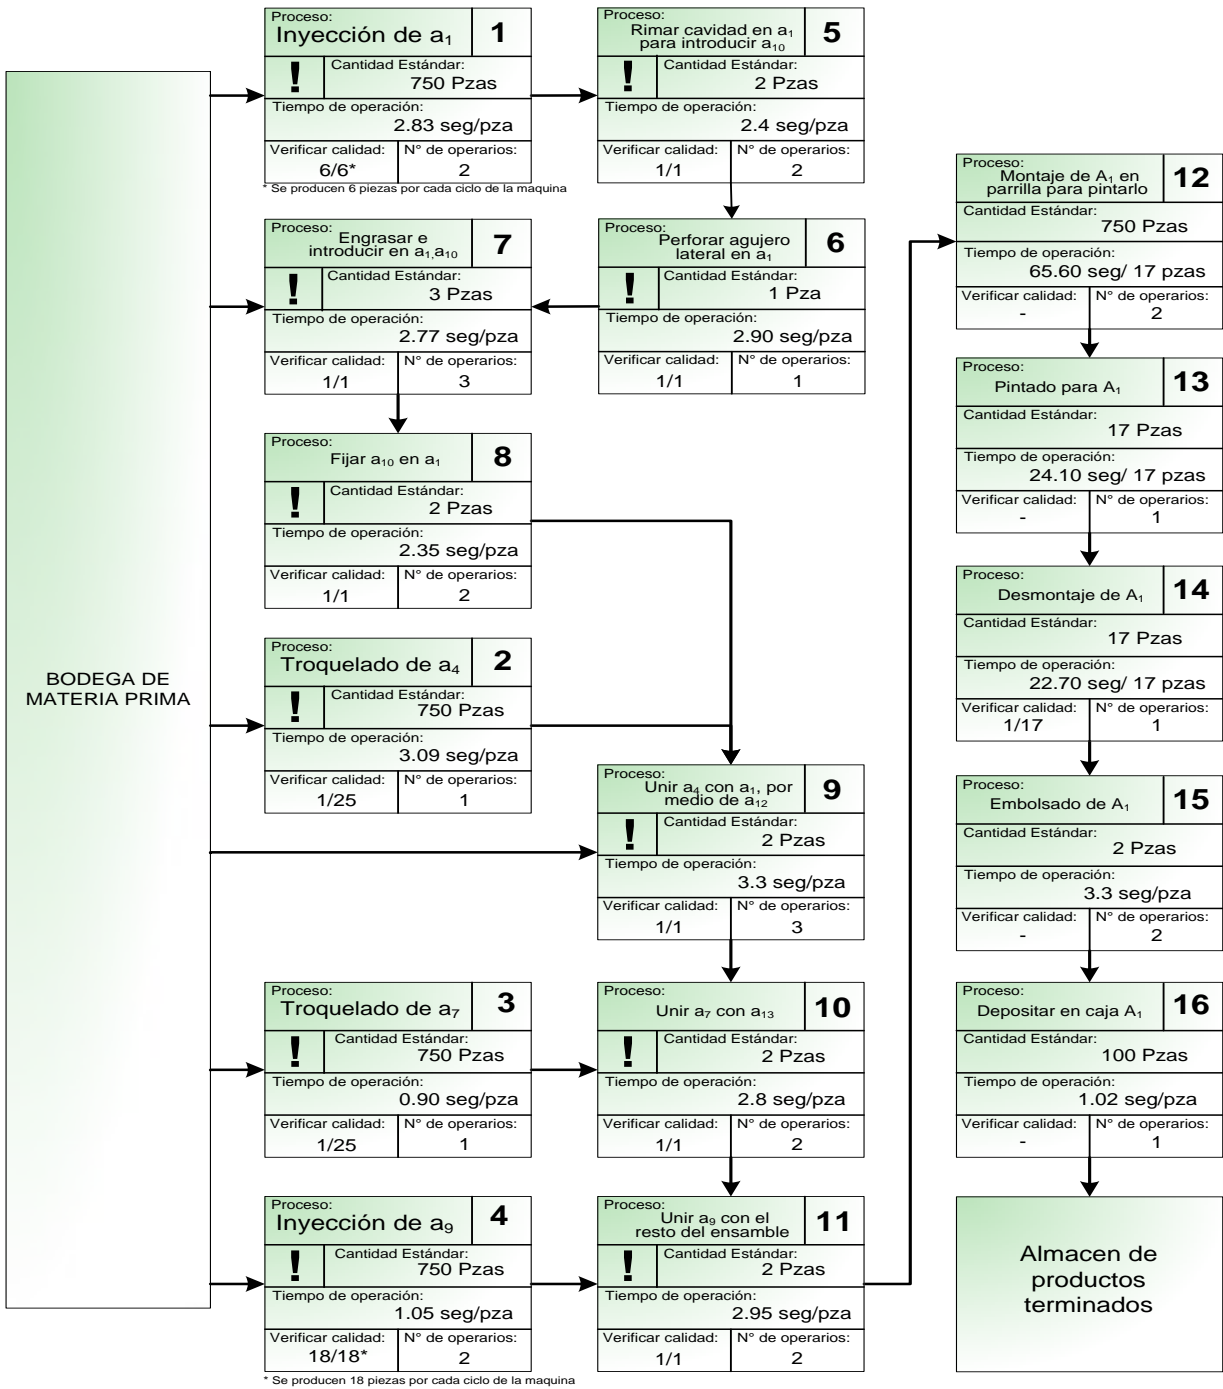 BODEGA DE
MATERIA PRIMA
Proceso:
Inyección de a₁
1
!
Cantidad Estándar:
750 Pzas
Tiempo de operación:
2.83 seg/pza
Verificar calidad:
6/6*
N° de operarios:
2
* Se producen 6 piezas por cada ciclo de la maquina
Proceso:
Rimar cavidad en a₁
para introducir a₁₀
5
!
Cantidad Estándar:
2 Pzas
Tiempo de operación:
2.4 seg/pza
Verificar calidad:
1/1
N° de operarios:
2
Proceso:
Engrasar e
introducir en a₁,a₁₀
7
!
Cantidad Estándar:
3 Pzas
Tiempo de operación:
2.77 seg/pza
Verificar calidad:
1/1
N° de operarios:
3
Proceso:
Perforar agujero
lateral en a₁
6
!
Cantidad Estándar:
1 Pza
Tiempo de operación:
2.90 seg/pza
Verificar calidad:
1/1
N° de operarios:
1
Proceso:
Fijar a₁₀ en a₁
8
!
Cantidad Estándar:
2 Pzas
Tiempo de operación:
2.35 seg/pza
Verificar calidad:
1/1
N° de operarios:
2
Proceso:
Troquelado de a₄
2
!
Cantidad Estándar:
750 Pzas
Tiempo de operación:
3.09 seg/pza
Verificar calidad:
1/25
N° de operarios:
1
Proceso:
Unir a₄ con a₁, por
medio de a₁₂
9
!
Cantidad Estándar:
2 Pzas
Tiempo de operación:
3.3 seg/pza
Verificar calidad:
1/1
N° de operarios:
3
Proceso:
Troquelado de a₇
3
!
Cantidad Estándar:
750 Pzas
Tiempo de operación:
0.90 seg/pza
Verificar calidad:
1/25
N° de operarios:
1
Proceso:
Unir a₇ con a₁₃
10
!
Cantidad Estándar:
2 Pzas
Tiempo de operación:
2.8 seg/pza
Verificar calidad:
1/1
N° de operarios:
2
Proceso:
Inyección de a₉
4
!
Cantidad Estándar:
750 Pzas
Tiempo de operación:
1.05 seg/pza
Verificar calidad:
18/18*
N° de operarios:
2
* Se producen 18 piezas por cada ciclo de la maquina
Proceso:
Unir a₉ con el
resto del ensamble
11
!
Cantidad Estándar:
2 Pzas
Tiempo de operación:
2.95 seg/pza
Verificar calidad:
1/1
N° de operarios:
2
Proceso:
Montaje de A₁ en
parrilla para pintarlo
12
Cantidad Estándar:
750 Pzas
Tiempo de operación:
65.60 seg/ 17 pzas
Verificar calidad:
-
N° de operarios:
2
Proceso:
Pintado para A₁
13
Cantidad Estándar:
17 Pzas
Tiempo de operación:
24.10 seg/ 17 pzas
Verificar calidad:
-
N° de operarios:
1
Proceso:
Desmontaje de A₁
14
Cantidad Estándar:
17 Pzas
Tiempo de operación:
22.70 seg/ 17 pzas
Verificar calidad:
1/17
N° de operarios:
1
Proceso:
Embolsado de A₁
15
Cantidad Estándar:
2 Pzas
Tiempo de operación:
3.3 seg/pza
Verificar calidad:
-
N° de operarios:
2
Proceso:
Depositar en caja A₁
16
Cantidad Estándar:
100 Pzas
Tiempo de operación:
1.02 seg/pza
Verificar calidad:
-
N° de operarios:
1
Almacen de
productos
terminados